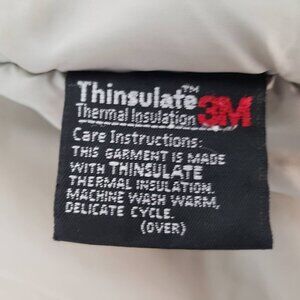 Thinsulate™ 3M
Thermal Insulation
Care Instructions:
THIS GARMENT IS MADE
WITH THINSULATE
THERMAL INSULATION.
MACHINE WASH WARM,
DELICATE CYCLE.
(OVER)